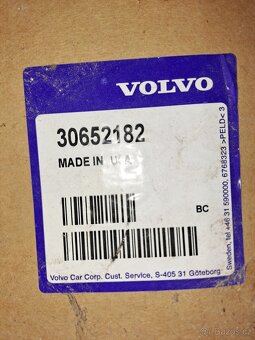 VOLVO
30652182
MADE IN U.S.A
BC
Volvo Car Corp. Cust. Service, S-405 31 Göteborg
Sweden, tel +46 31 590000, 6768323 >PELD< 3